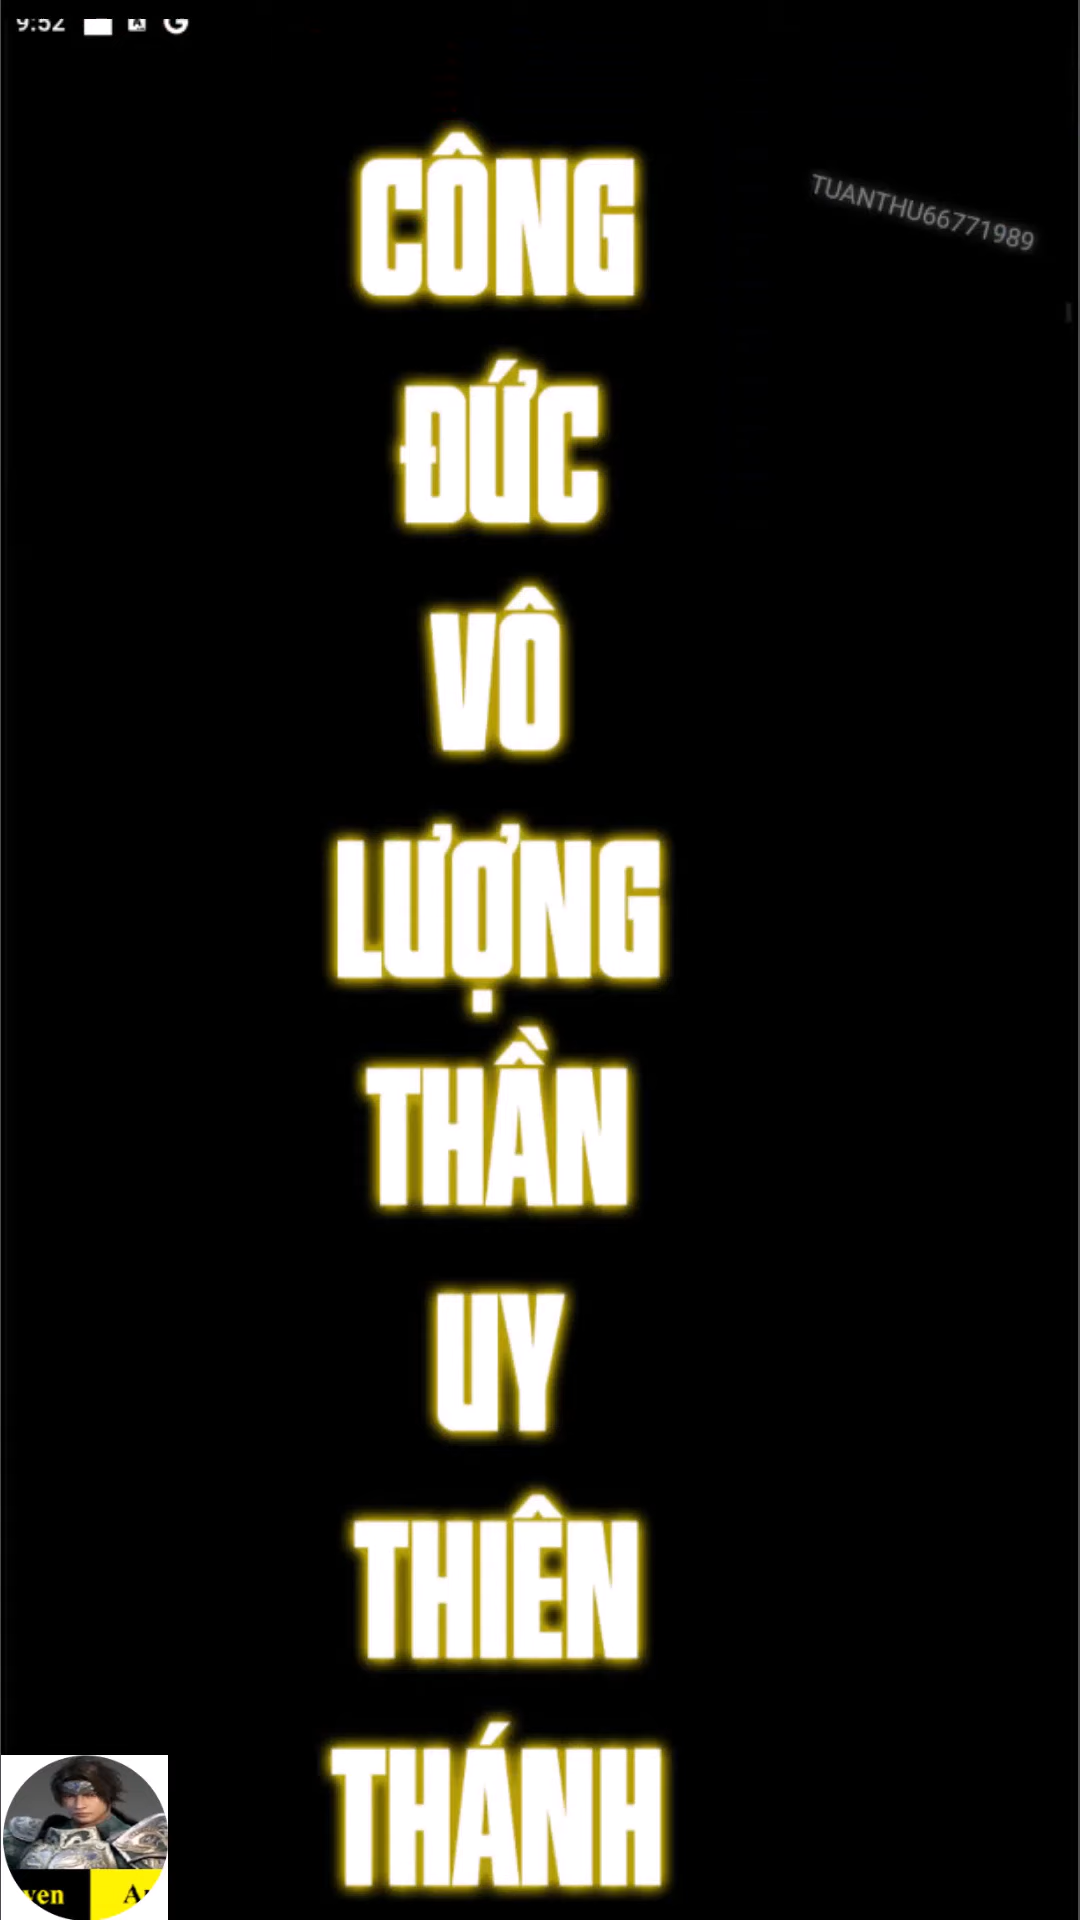 9:52
TUANTHU66771989
CÔNG
ĐỨC
VÔ
LƯỢNG
THẦN
UY
THIÊN
THÁNH